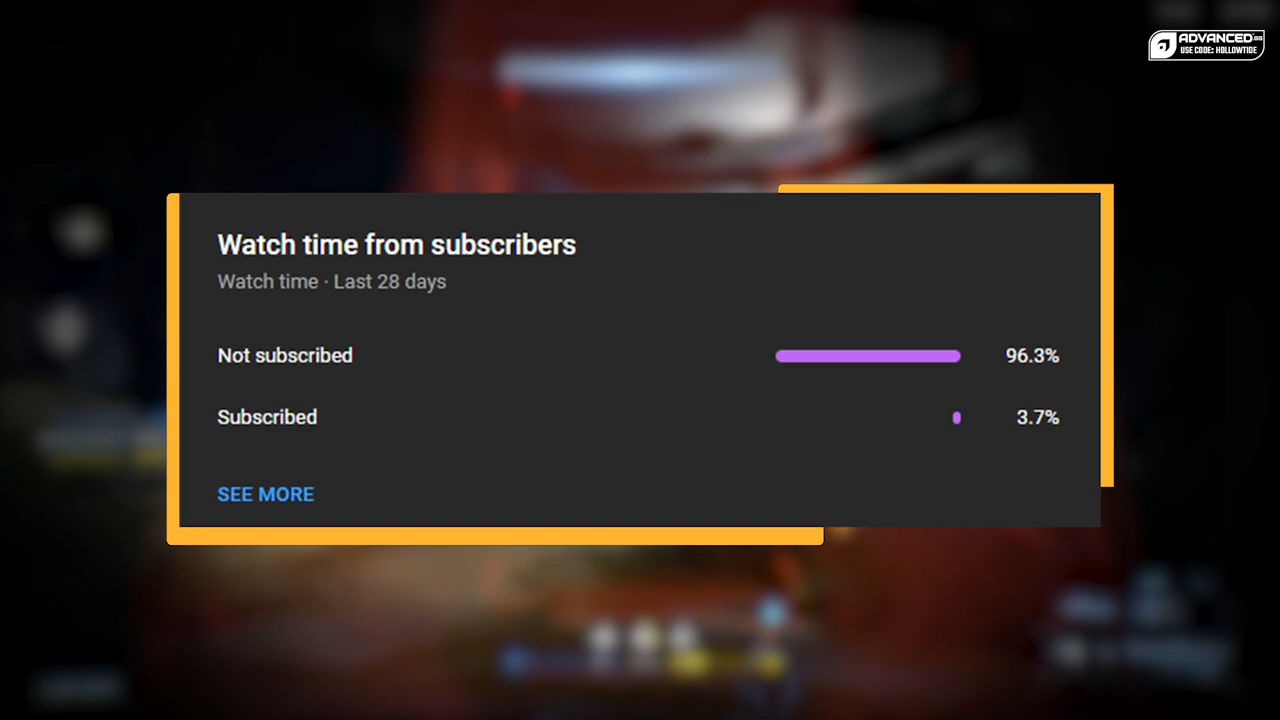 ADVANCED.GG
USE CODE: HOLLOWTIDE
Watch time from subscribers
Watch time · Last 28 days
Not subscribed 96.3%
Subscribed 3.7%
SEE MORE